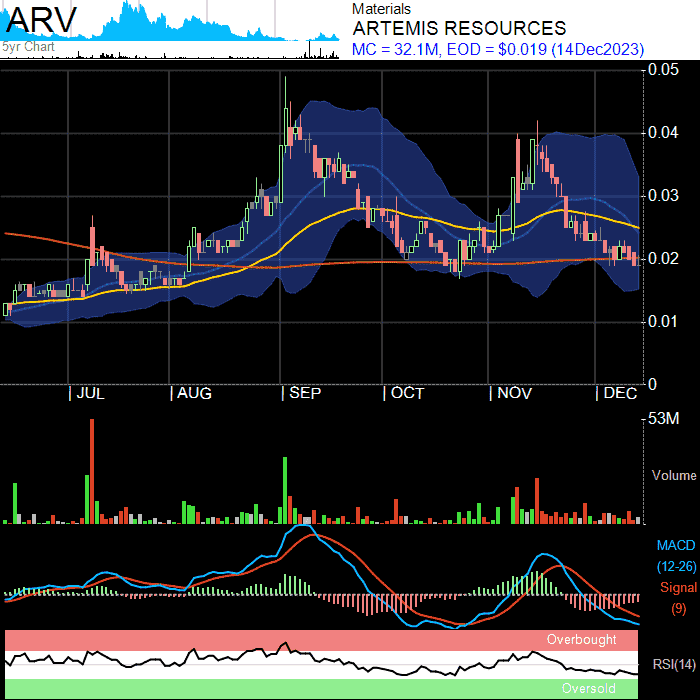 ARV
5yr Chart
Materials
ARTEMIS RESOURCES
MC = 32.1M, EOD = $0.019 (14Dec2023)
0.05
0.04
0.03
0.02
0.01
0
JUL AUG SEP OCT NOV DEC
53M
Volume
MACD
(12-26)
Signal
(9)
Overbought
RSI(14)
Oversold